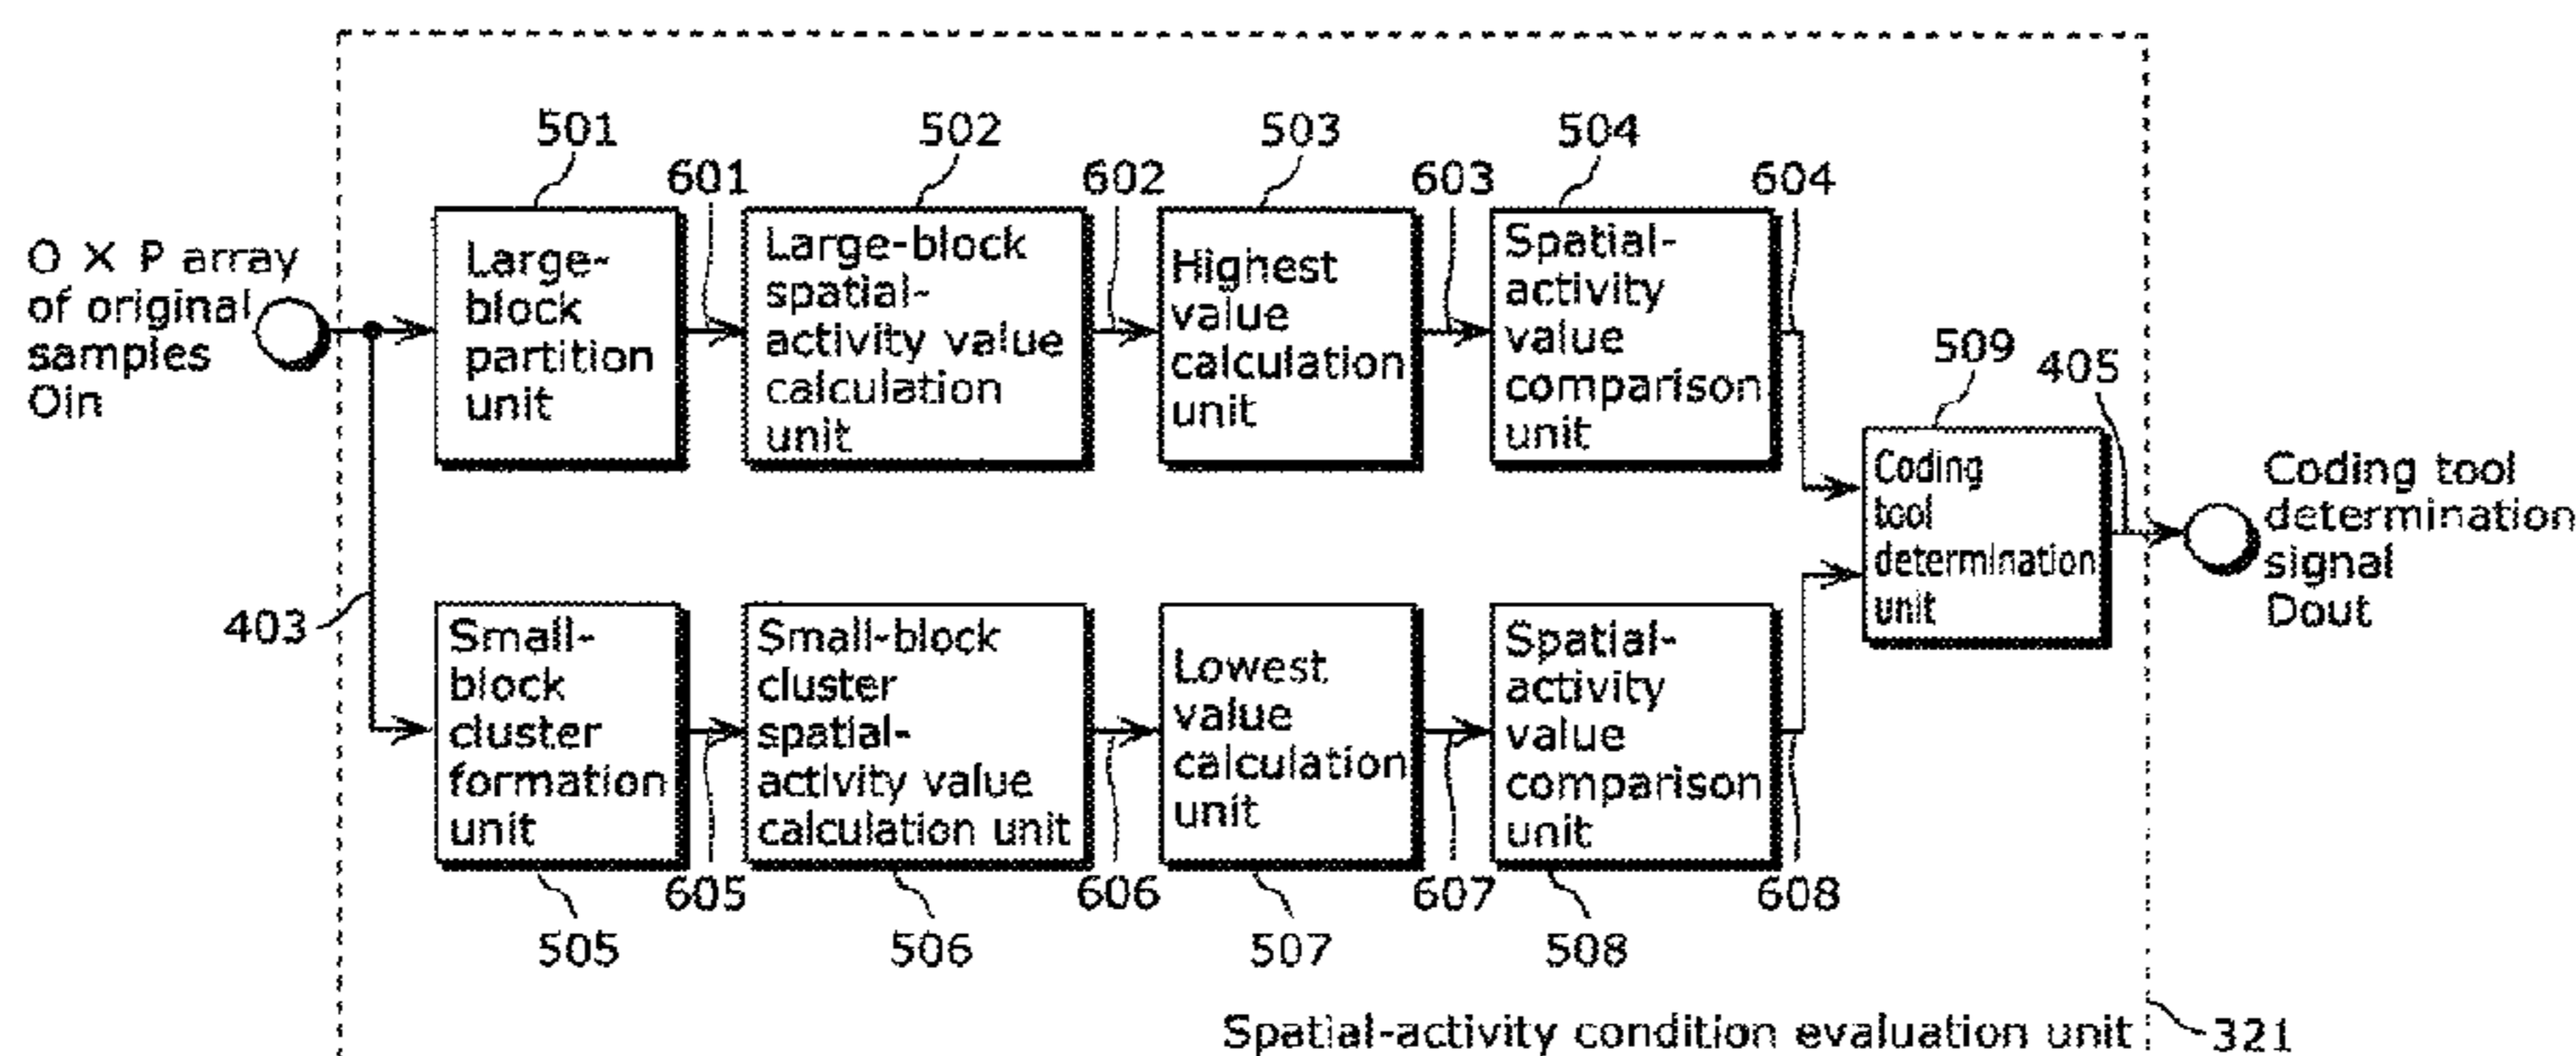 501
502
503
504
601
602
603
604
O X P array
of original
samples
Oin
Large-
block
partition
unit
Large-block
spatial-
activity value
calculation
unit
Highest
value
calculation
unit
Spatial-
activity
value
comparison
unit
509
405
Coding
tool
determination
unit
Coding tool
determination
signal
Dout
403
Small-
block
cluster
formation
unit
Small-block
cluster
spatial-
activity value
calculation unit
Lowest
value
calculation
unit
Spatial-
activity
value
comparison
unit
605
606
607
608
505
506
507
508
Spatial-activity condition evaluation unit
321